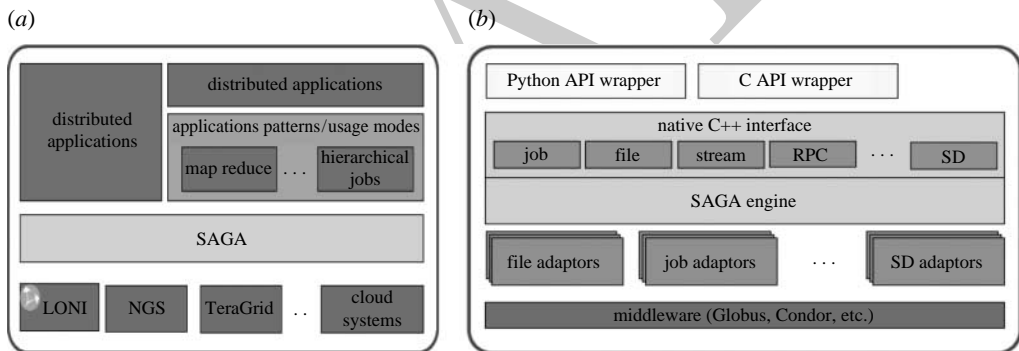 (a)
distributed
applications
distributed applications
applications patterns/usage modes
map reduce
. . .
hierarchical
jobs
SAGA
LONI
NGS
TeraGrid
. .
cloud
systems
(b)
Python API wrapper
C API wrapper
native C++ interface
job
file
stream
RPC
. . .
SD
SAGA engine
file adaptors
job adaptors
. . .
SD adaptors
middleware (Globus, Condor, etc.)